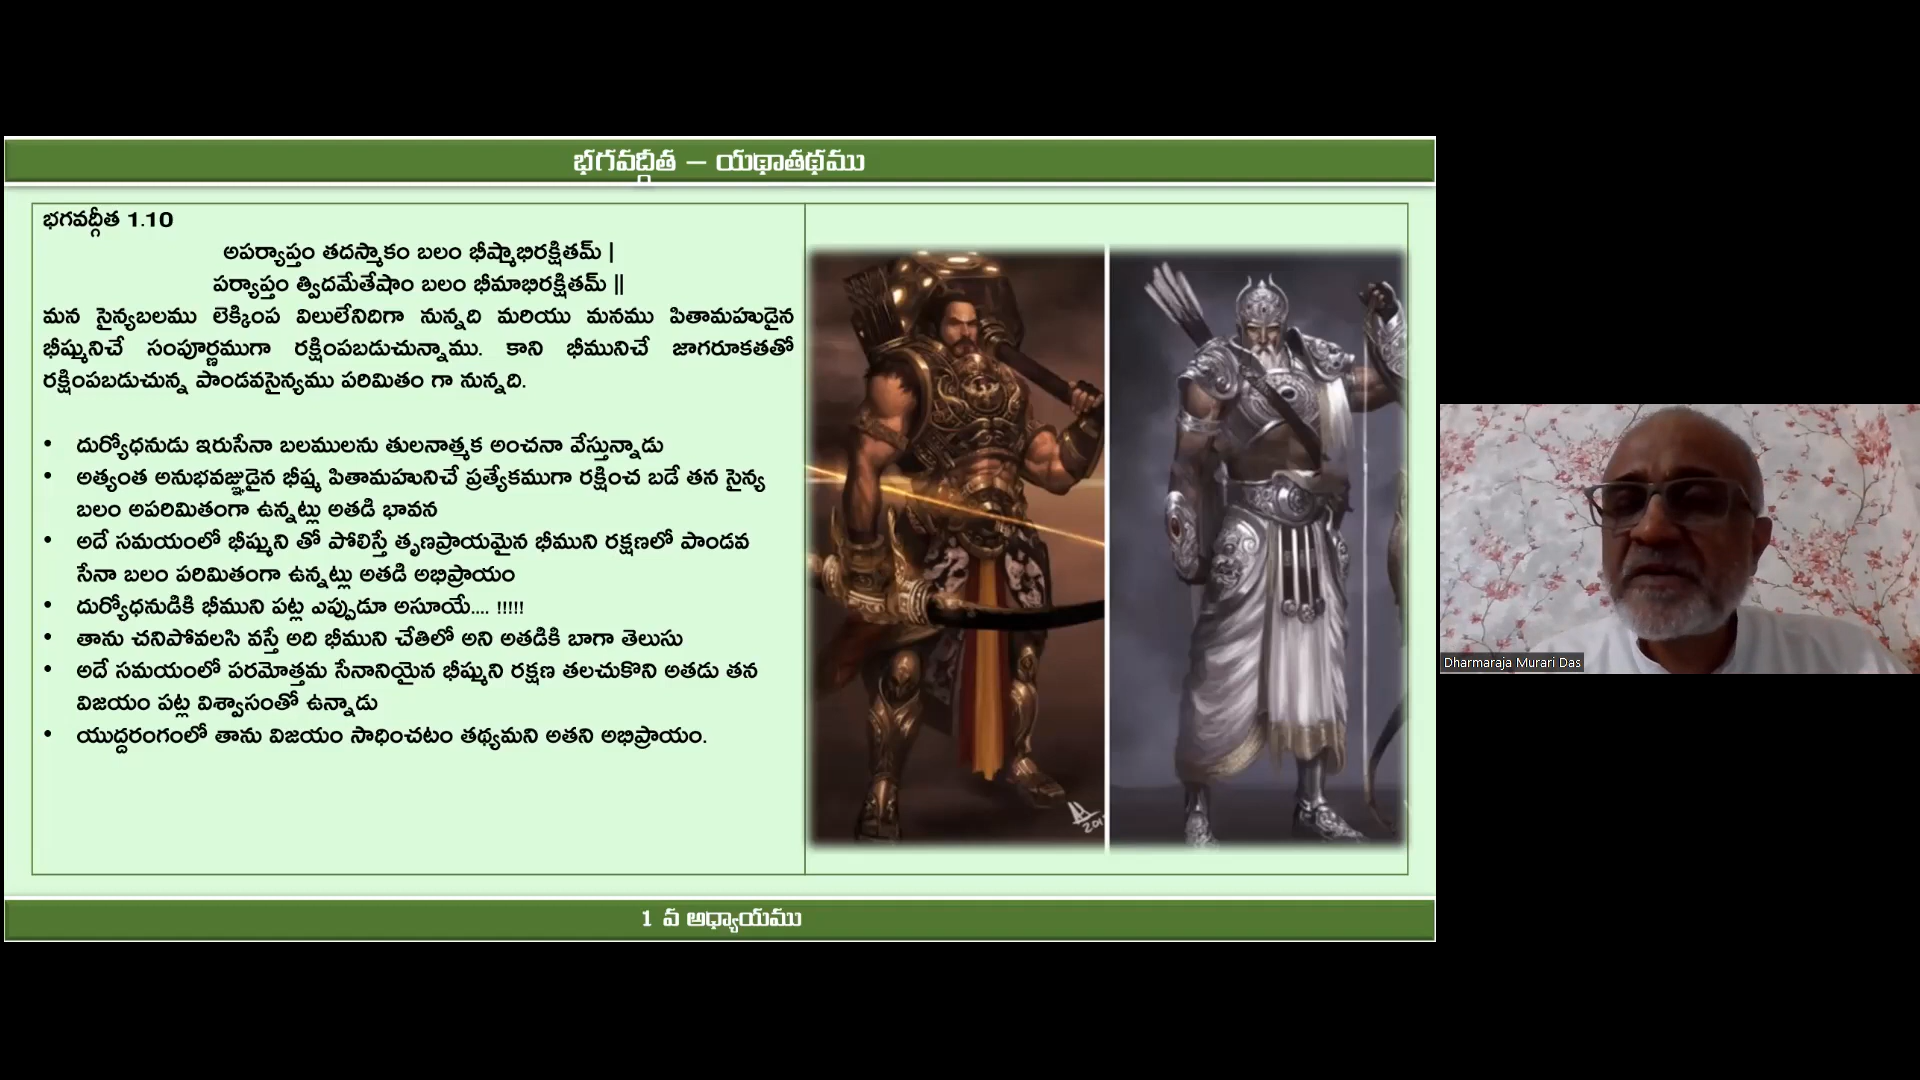 భగవద్గీత – యథాతథము
భగవద్గీత 1.10
అపర్యాప్తం తదస్మాకం బలం భీష్మాభిరక్షితమ్ |
పర్యాప్తం త్విదమేతేషాం బలం భీమాభిరక్షితమ్ ||
మన సైన్యబలము లెక్కింప విలులేనిదిగా నున్నది మరియు మనము పితామహుడైన
భీష్మునిచే సంపూర్ణముగా రక్షింపబడుచున్నాము. కాని భీమునిచే జాగరూకతతో
రక్షింపబడుచున్న పాండవసైన్యము పరిమితం గా నున్నది.
• దుర్యోధనుడు ఇరుసేనా బలములను తులనాత్మక అంచనా వేస్తున్నాడు
• అత్యంత అనుభవజ్ఞుడైన భీష్మ పితామహునిచే ప్రత్యేకముగా రక్షించ బడే తన సైన్య
బలం అపరిమితంగా ఉన్నట్లు అతడి భావన
• అదే సమయంలో భీష్ముని తో పోలిస్తే తృణప్రాయమైన భీముని రక్షణలో పాండవ
సేనా బలం పరిమితంగా ఉన్నట్లు అతడి అభిప్రాయం
• దుర్యోధనుడికి భీముని పట్ల ఎప్పుడూ అసూయే.... !!!!!
• తాను చనిపోవలసి వస్తే అది భీముని చేతిలో అని అతడికి బాగా తెలుసు
• అదే సమయంలో పరమోత్తమ సేనానియైన భీష్ముని రక్షణ తలచుకొని అతడు తన
విజయం పట్ల విశ్వాసంతో ఉన్నాడు
• యుద్దరంగంలో తాను విజయం సాధించటం తథ్యమని అతని అభిప్రాయం.
1 వ అధ్యాయము
Dharmaraja Murari Das